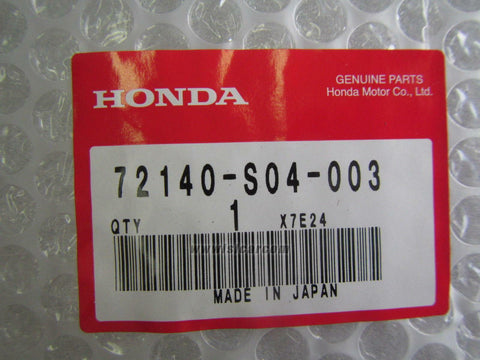 HONDA
GENUINE PARTS
Honda Motor Co., Ltd.
72140-S04-003
QTY 1 X7E24
MADE IN JAPAN